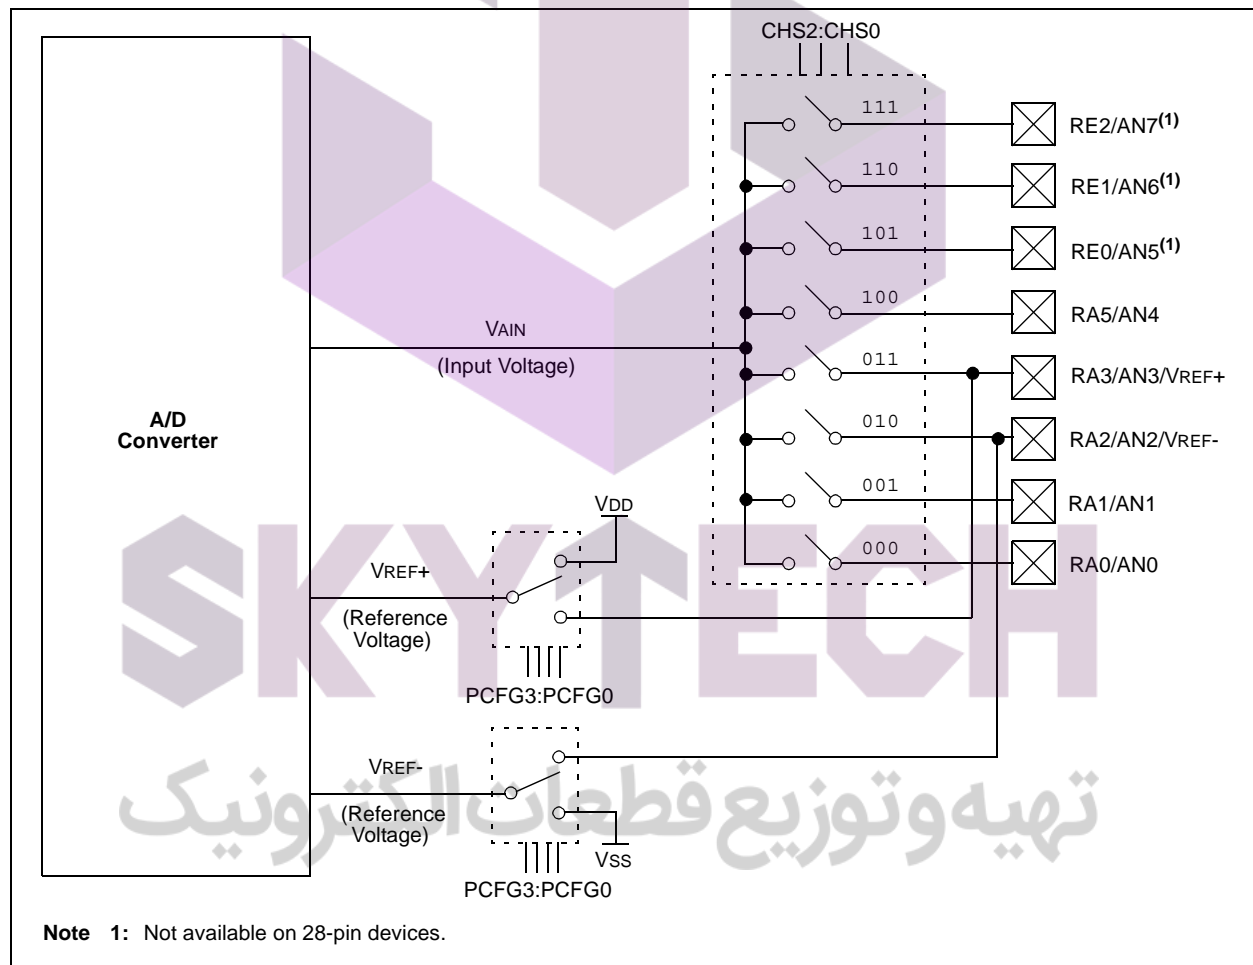 CHS2:CHS0
111
RE2/AN7(1)
110
RE1/AN6(1)
101
RE0/AN5(1)
100
RA5/AN4
VAIN
(Input Voltage)
011
RA3/AN3/VREF+
A/D
Converter
010
RA2/AN2/VREF-
001
RA1/AN1
VDD
000
RA0/AN0
VREF+
(Reference
Voltage)
PCFG3:PCFG0
SKYTECH
VREF-
(Reference
Voltage)
VSS
PCFG3:PCFG0
تهیه و توزیع قطعات الکترونیک
Note 1: Not available on 28-pin devices.